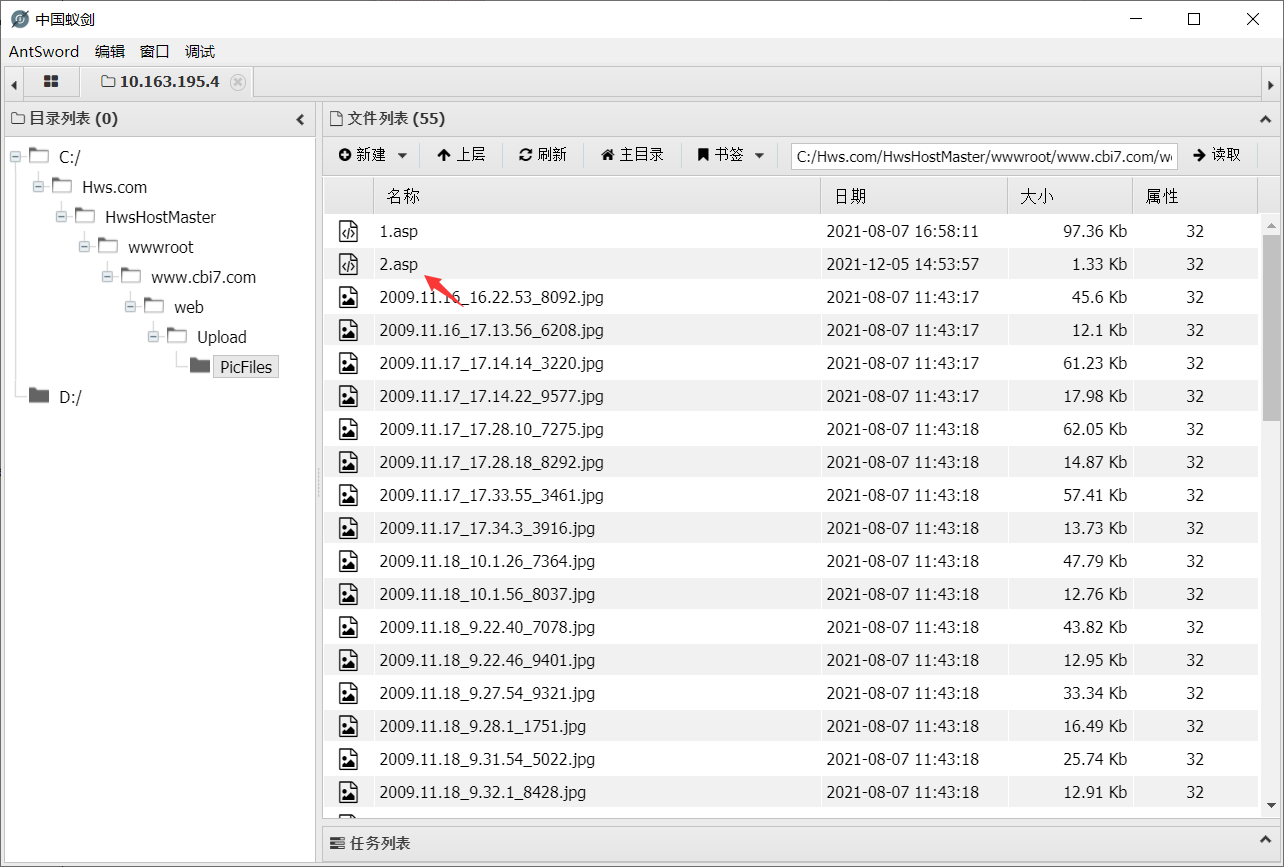 中国蚁剑
AntSword 编辑 窗口 调试
10.163.195.4
目录列表 (0)
文件列表 (55)
新建 上层 刷新 主目录 书签 C:/Hws.com/HwsHostMaster/wwwroot/www.cbi7.com/we 读取
C:/
Hws.com
HwsHostMaster
wwwroot
www.cbi7.com
web
Upload
PicFiles
D:/
名称 日期 大小 属性
1.asp 2021-08-07 16:58:11 97.36 Kb 32
2.asp 2021-12-05 14:53:57 1.33 Kb 32
2009.11.16_16.22.53_8092.jpg 2021-08-07 11:43:17 45.6 Kb 32
2009.11.16_17.13.56_6208.jpg 2021-08-07 11:43:17 12.1 Kb 32
2009.11.17_17.14.14_3220.jpg 2021-08-07 11:43:17 61.23 Kb 32
2009.11.17_17.14.22_9577.jpg 2021-08-07 11:43:17 17.98 Kb 32
2009.11.17_17.28.10_7275.jpg 2021-08-07 11:43:18 62.05 Kb 32
2009.11.17_17.28.18_8292.jpg 2021-08-07 11:43:18 14.87 Kb 32
2009.11.17_17.33.55_3461.jpg 2021-08-07 11:43:18 57.41 Kb 32
2009.11.17_17.34.3_3916.jpg 2021-08-07 11:43:18 13.73 Kb 32
2009.11.18_10.1.26_7364.jpg 2021-08-07 11:43:18 47.79 Kb 32
2009.11.18_10.1.56_8037.jpg 2021-08-07 11:43:18 12.76 Kb 32
2009.11.18_9.22.40_7078.jpg 2021-08-07 11:43:18 43.82 Kb 32
2009.11.18_9.22.46_9401.jpg 2021-08-07 11:43:18 12.95 Kb 32
2009.11.18_9.27.54_9321.jpg 2021-08-07 11:43:18 33.34 Kb 32
2009.11.18_9.28.1_1751.jpg 2021-08-07 11:43:18 16.49 Kb 32
2009.11.18_9.31.54_5022.jpg 2021-08-07 11:43:18 25.74 Kb 32
2009.11.18_9.32.1_8428.jpg 2021-08-07 11:43:18 12.91 Kb 32
任务列表